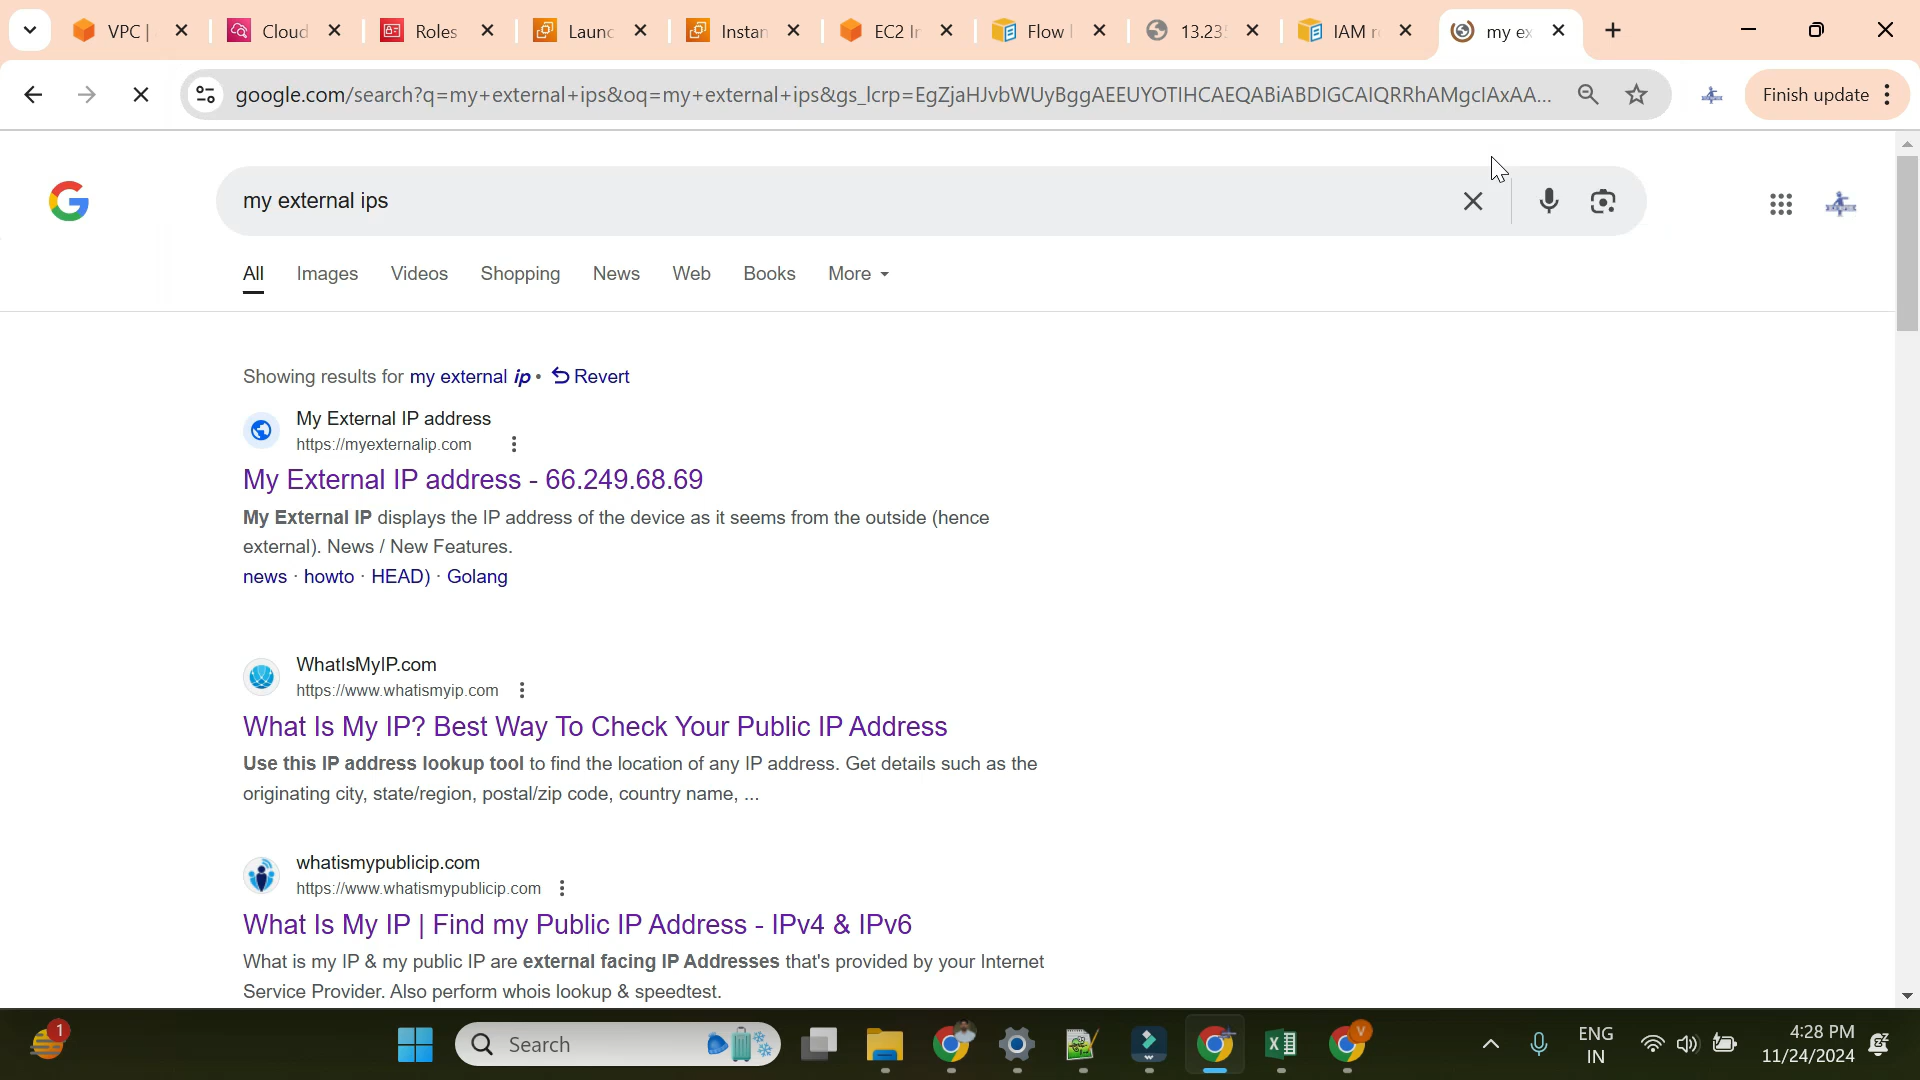 VPC |
Cloud
Roles
Launc
Instan
EC2 In
Flow l
13.233
IAM r
my ex
google.com/search?q=my+external+ips&oq=my+external+ips&gs_lcrp=EgZjaHJvbWUyBggAEEUYOTIHCAEQABiABDIGCAIQRRhAMgcIAxAA...
Finish update
my external ips
All Images Videos Shopping News Web Books More
Showing results for my external ip · Revert
My External IP address
https://myexternalip.com
My External IP address - 66.249.68.69
My External IP displays the IP address of the device as it seems from the outside (hence
external). News / New Features.
news · howto · HEAD) · Golang
WhatIsMyIP.com
https://www.whatismyip.com
What Is My IP? Best Way To Check Your Public IP Address
Use this IP address lookup tool to find the location of any IP address. Get details such as the
originating city, state/region, postal/zip code, country name, ...
whatismypublicip.com
https://www.whatismypublicip.com
What Is My IP | Find my Public IP Address - IPv4 & IPv6
What is my IP & my public IP are external facing IP Addresses that's provided by your Internet
Service Provider. Also perform whois lookup & speedtest.
1
Search
V
ENG
IN
4:28 PM
11/24/2024